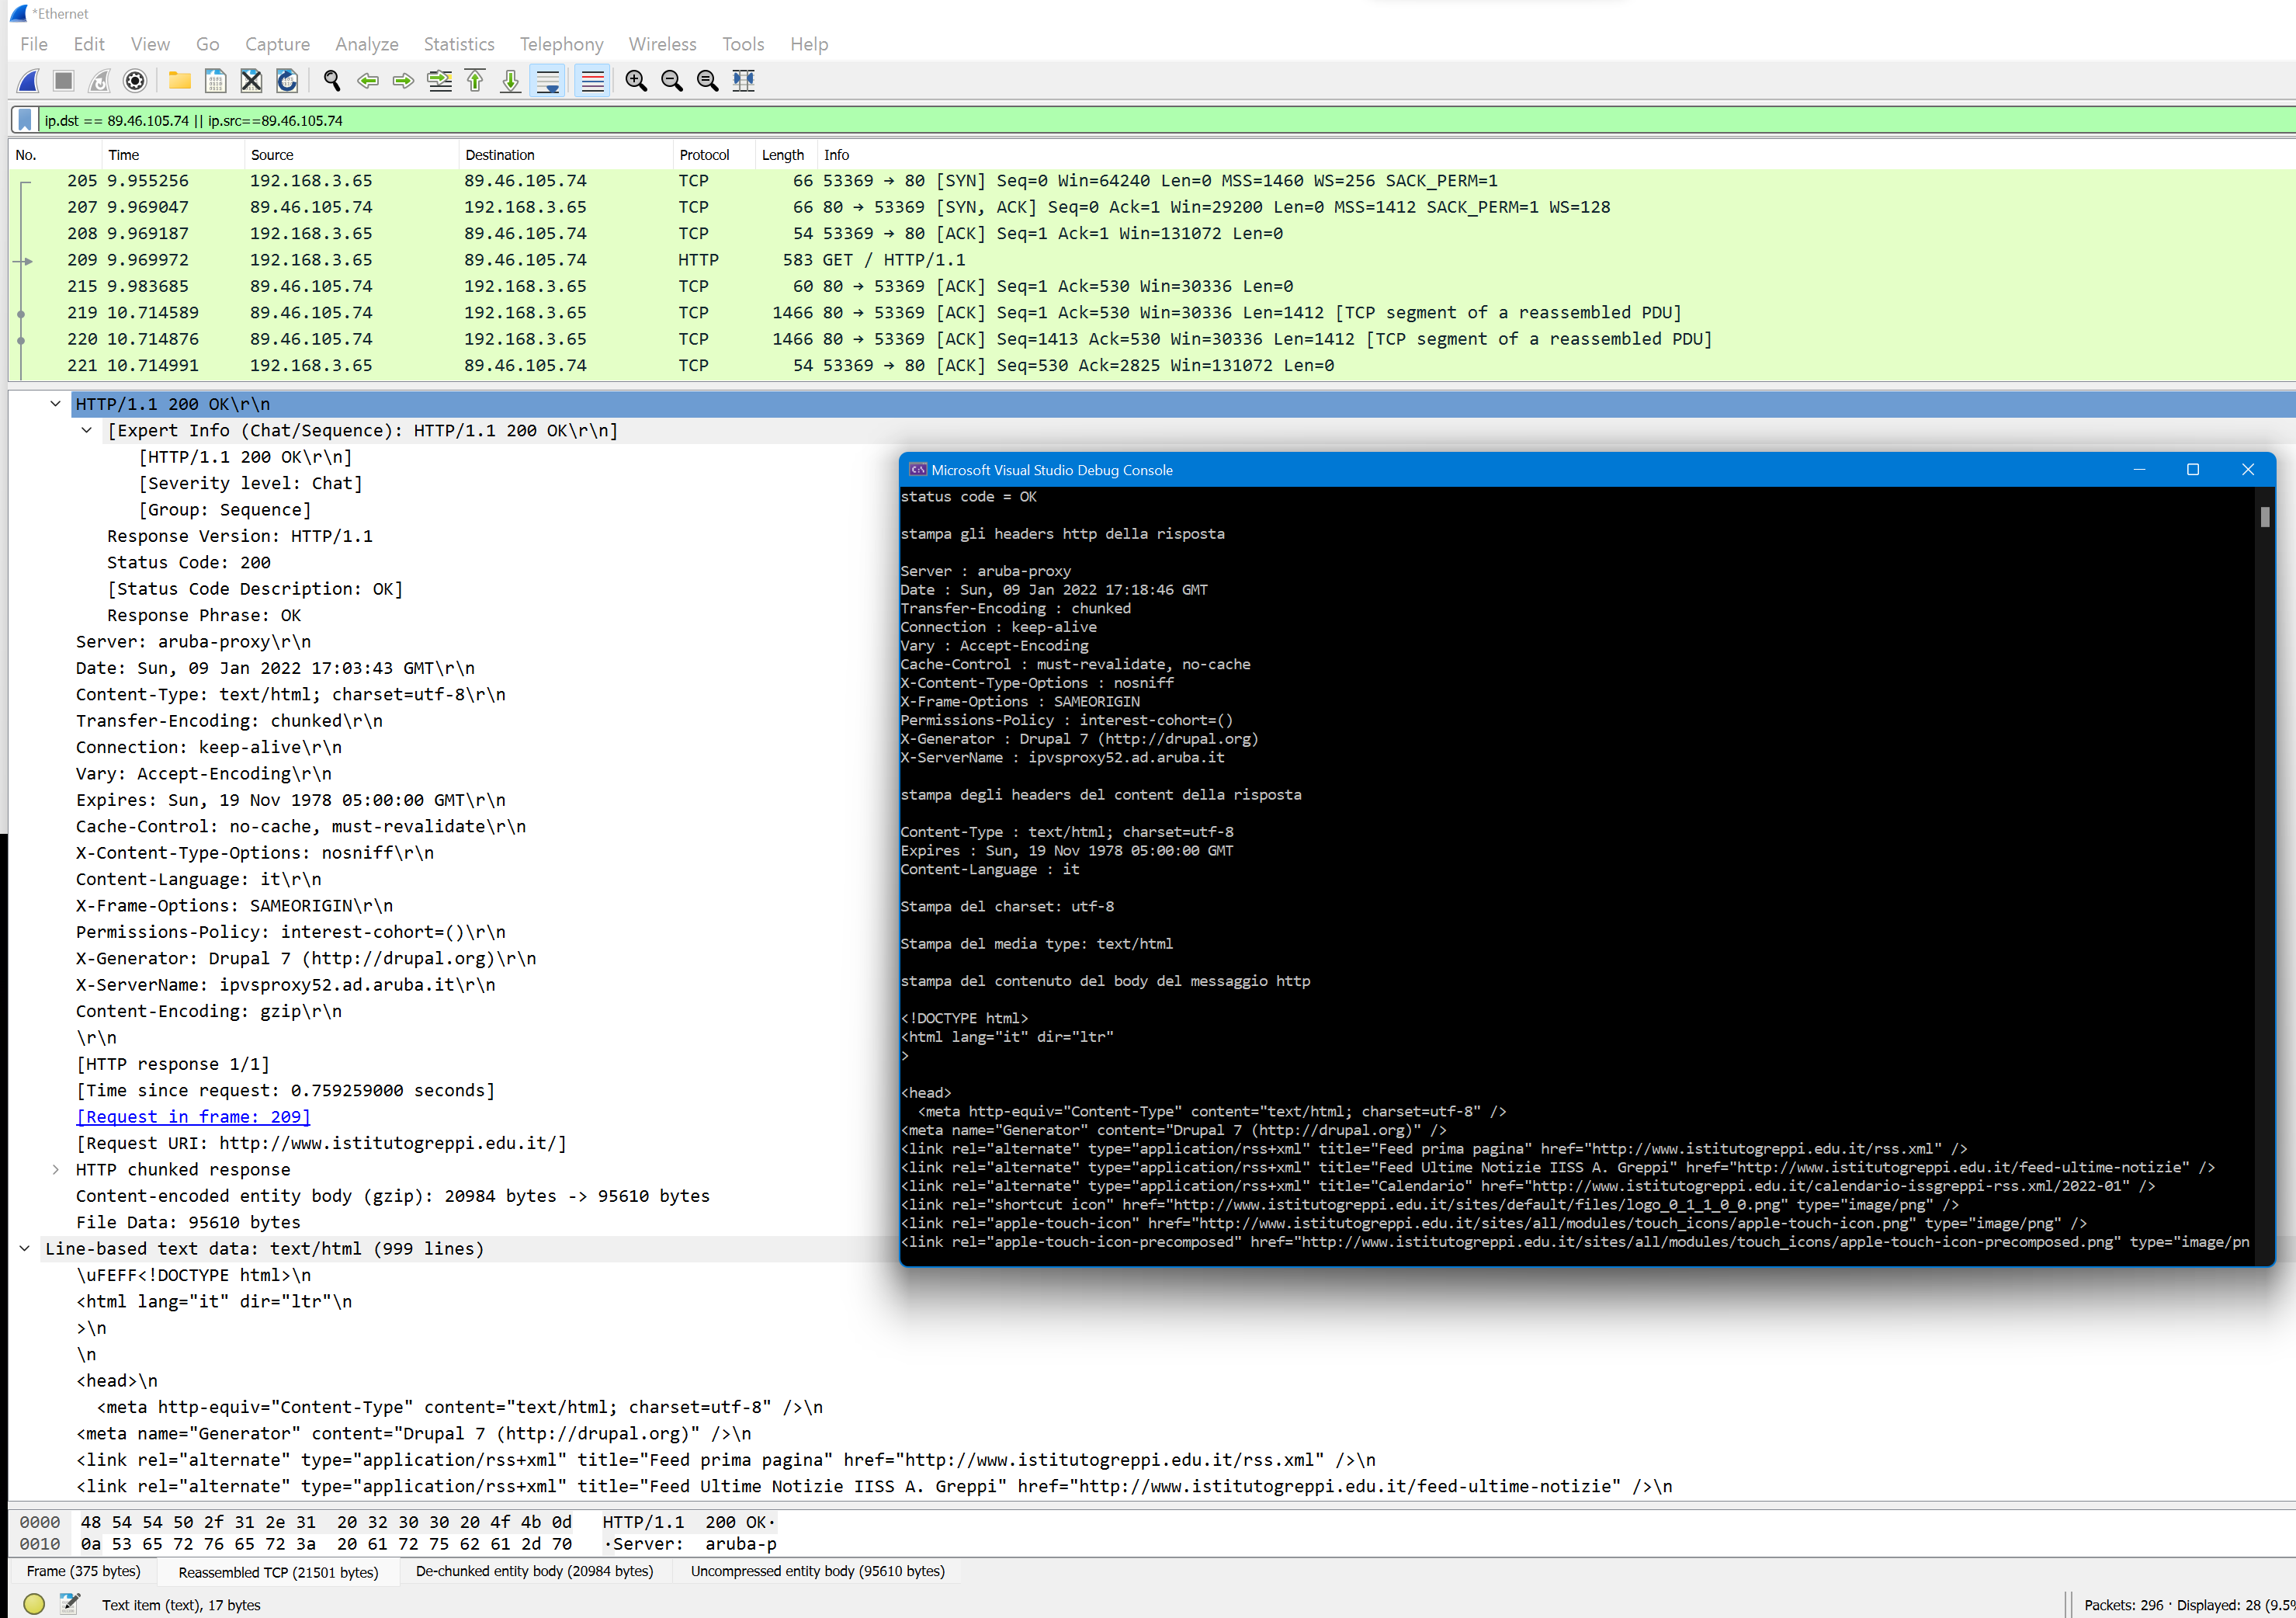 *Ethernet
File Edit View Go Capture Analyze Statistics Telephony Wireless Tools Help
ip.dst == 89.46.105.74 || ip.src==89.46.105.74
No. Time Source Destination Protocol Length Info
205 9.955256 192.168.3.65 89.46.105.74 TCP 66 53369 → 80 [SYN] Seq=0 Win=64240 Len=0 MSS=1460 WS=256 SACK_PERM=1
207 9.969047 89.46.105.74 192.168.3.65 TCP 66 80 → 53369 [SYN, ACK] Seq=0 Ack=1 Win=29200 Len=0 MSS=1412 SACK_PERM=1 WS=128
208 9.969187 192.168.3.65 89.46.105.74 TCP 54 53369 → 80 [ACK] Seq=1 Ack=1 Win=131072 Len=0
209 9.969972 192.168.3.65 89.46.105.74 HTTP 583 GET / HTTP/1.1
215 9.983685 89.46.105.74 192.168.3.65 TCP 60 80 → 53369 [ACK] Seq=1 Ack=530 Win=30336 Len=0
219 10.714589 89.46.105.74 192.168.3.65 TCP 1466 80 → 53369 [ACK] Seq=1 Ack=530 Win=30336 Len=1412 [TCP segment of a reassembled PDU]
220 10.714876 89.46.105.74 192.168.3.65 TCP 1466 80 → 53369 [ACK] Seq=1413 Ack=530 Win=30336 Len=1412 [TCP segment of a reassembled PDU]
221 10.714991 192.168.3.65 89.46.105.74 TCP 54 53369 → 80 [ACK] Seq=530 Ack=2825 Win=131072 Len=0
HTTP/1.1 200 OK\r\n
[Expert Info (Chat/Sequence): HTTP/1.1 200 OK\r\n]
[HTTP/1.1 200 OK\r\n]
[Severity level: Chat]
[Group: Sequence]
Response Version: HTTP/1.1
Status Code: 200
[Status Code Description: OK]
Response Phrase: OK
Server: aruba-proxy\r\n
Date: Sun, 09 Jan 2022 17:03:43 GMT\r\n
Content-Type: text/html; charset=utf-8\r\n
Transfer-Encoding: chunked\r\n
Connection: keep-alive\r\n
Vary: Accept-Encoding\r\n
Expires: Sun, 19 Nov 1978 05:00:00 GMT\r\n
Cache-Control: no-cache, must-revalidate\r\n
X-Content-Type-Options: nosniff\r\n
Content-Language: it\r\n
X-Frame-Options: SAMEORIGIN\r\n
Permissions-Policy: interest-cohort=()\r\n
X-Generator: Drupal 7 (http://drupal.org)\r\n
X-ServerName: ipvsproxy52.ad.aruba.it\r\n
Content-Encoding: gzip\r\n
\r\n
[HTTP response 1/1]
[Time since request: 0.759259000 seconds]
[Request in frame: 209]
[Request URI: http://www.istitutogreppi.edu.it/]
HTTP chunked response
Content-encoded entity body (gzip): 20984 bytes -> 95610 bytes
File Data: 95610 bytes
Line-based text data: text/html (999 lines)
\uFEFF<!DOCTYPE html>\n
<html lang="it" dir="ltr"\n
>\n
\n
<head>\n
<meta http-equiv="Content-Type" content="text/html; charset=utf-8" />\n
<meta name="Generator" content="Drupal 7 (http://drupal.org)" />\n
<link rel="alternate" type="application/rss+xml" title="Feed prima pagina" href="http://www.istitutogreppi.edu.it/rss.xml" />\n
<link rel="alternate" type="application/rss+xml" title="Feed Ultime Notizie IISS A. Greppi" href="http://www.istitutogreppi.edu.it/feed-ultime-notizie" />\n
Microsoft Visual Studio Debug Console
status code = OK
stampa gli headers http della risposta
Server : aruba-proxy
Date : Sun, 09 Jan 2022 17:18:46 GMT
Transfer-Encoding : chunked
Connection : keep-alive
Vary : Accept-Encoding
Cache-Control : must-revalidate, no-cache
X-Content-Type-Options : nosniff
X-Frame-Options : SAMEORIGIN
Permissions-Policy : interest-cohort=()
X-Generator : Drupal 7 (http://drupal.org)
X-ServerName : ipvsproxy52.ad.aruba.it
stampa degli headers del content della risposta
Content-Type : text/html; charset=utf-8
Expires : Sun, 19 Nov 1978 05:00:00 GMT
Content-Language : it
Stampa del charset: utf-8
Stampa del media type: text/html
stampa del contenuto del body del messaggio http
<!DOCTYPE html>
<html lang="it" dir="ltr"
>
<head>
<meta http-equiv="Content-Type" content="text/html; charset=utf-8" />
<meta name="Generator" content="Drupal 7 (http://drupal.org)" />
<link rel="alternate" type="application/rss+xml" title="Feed prima pagina" href="http://www.istitutogreppi.edu.it/rss.xml" />
<link rel="alternate" type="application/rss+xml" title="Feed Ultime Notizie IISS A. Greppi" href="http://www.istitutogreppi.edu.it/feed-ultime-notizie" />
<link rel="alternate" type="application/rss+xml" title="Calendario" href="http://www.istitutogreppi.edu.it/calendario-issgreppi-rss.xml/2022-01" />
<link rel="shortcut icon" href="http://www.istitutogreppi.edu.it/sites/default/files/logo_0_1_1_0_0.png" type="image/png" />
<link rel="apple-touch-icon" href="http://www.istitutogreppi.edu.it/sites/all/modules/touch_icons/apple-touch-icon.png" type="image/png" />
<link rel="apple-touch-icon-precomposed" href="http://www.istitutogreppi.edu.it/sites/all/modules/touch_icons/apple-touch-icon-precomposed.png" type="image/pn
0000 48 54 54 50 2f 31 2e 31 20 32 30 30 20 4f 4b 0d HTTP/1.1 200 OK·
0010 0a 53 65 72 76 65 72 3a 20 61 72 75 62 61 2d 70 ·Server: aruba-p
Frame (375 bytes) Reassembled TCP (21501 bytes) De-chunked entity body (20984 bytes) Uncompressed entity body (95610 bytes)
Text item (text), 17 bytes Packets: 296 · Displayed: 28 (9.5%